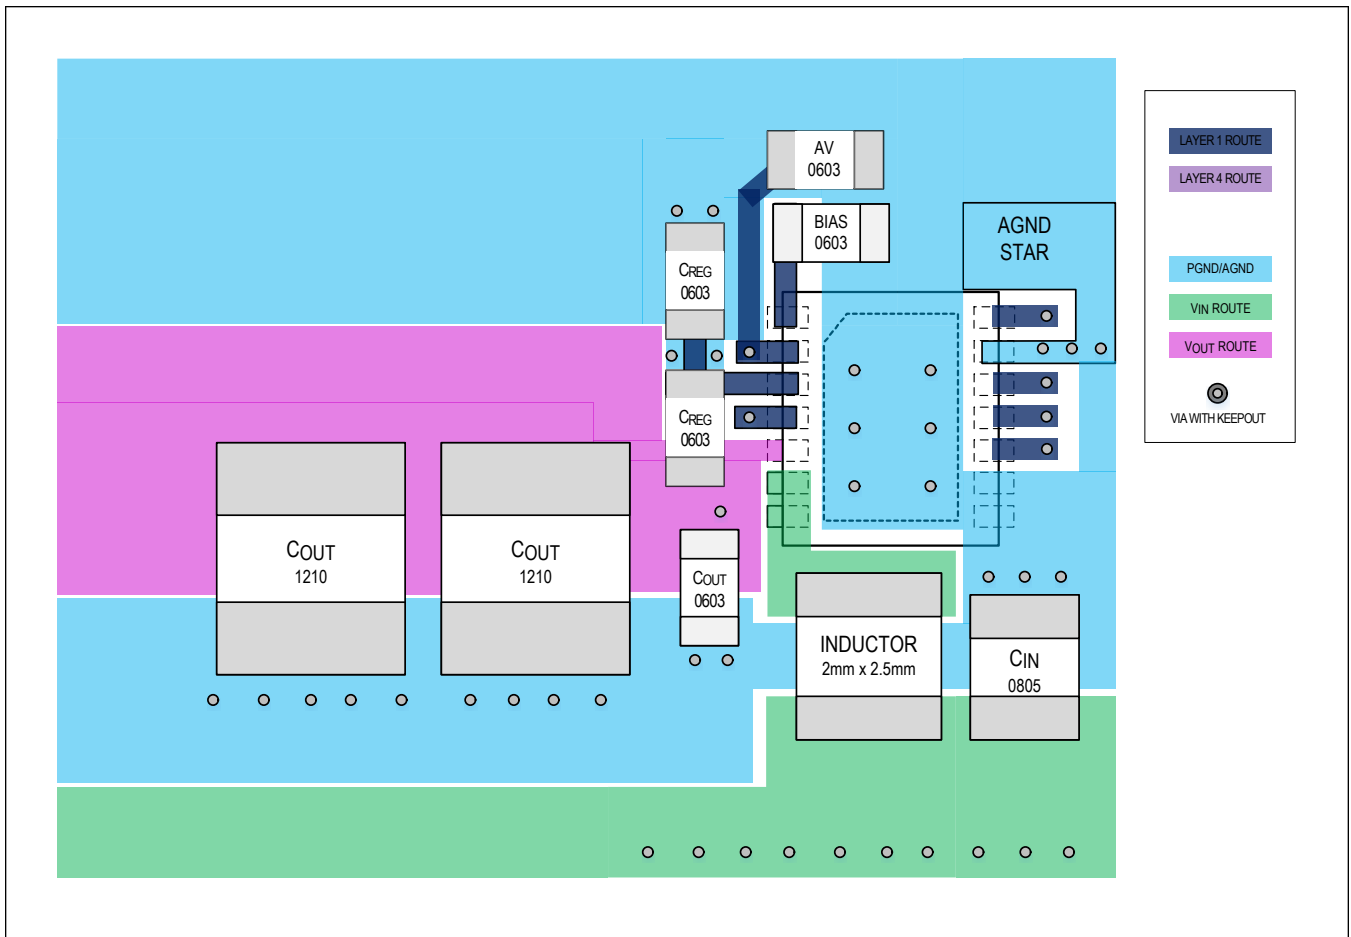 AV
0603
BIAS
0603
AGND
STAR
CREG
0603
CREG
0603
COUT
1210
COUT
1210
COUT
0603
INDUCTOR
2mm x 2.5mm
CIN
0805
LAYER 1 ROUTE
LAYER 4 ROUTE
PGND/AGND
VIN ROUTE
VOUT ROUTE
VIA WITH KEEPOUT